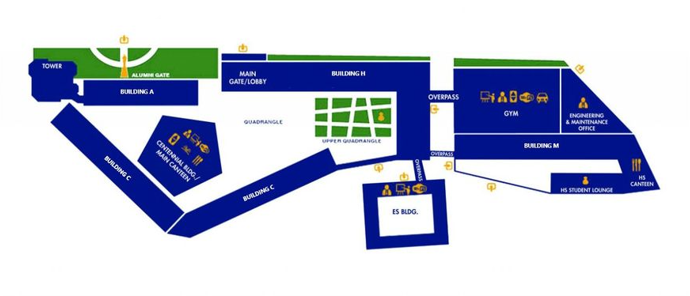 TOWER
ALUMNI GATE
BUILDING A
MAIN
GATE/LOBBY
BUILDING H
OVERPASS
GYM
ENGINEERING
& MAINTENANCE
OFFICE
QUADRANGLE
UPPER QUADRANGLE
BUILDING M
OVERPASS
CENTENNIAL BLDG./
MAIN CANTEEN
BUILDING C
BUILDING C
OVERPASS
HS
CANTEEN
HS STUDENT LOUNGE
ES BLDG.